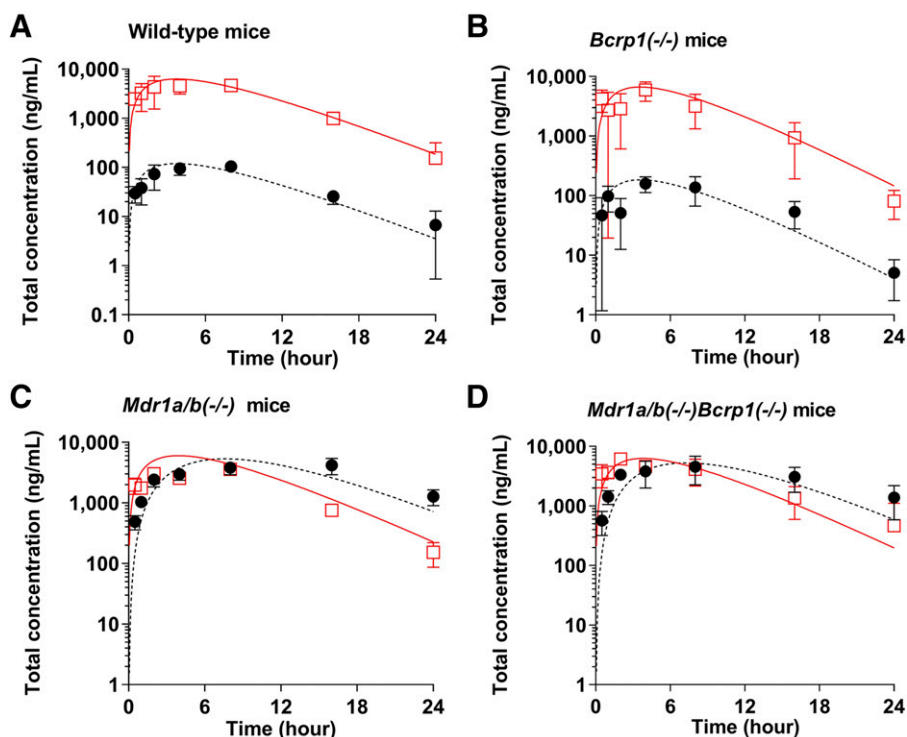 A
Wild-type mice
Total concentration (ng/mL)
10,000
1,000
100
10
1
0.1
0 6 12 18 24
Time (hour)
B
Bcrp1(-/-) mice
Total concentration (ng/mL)
10,000
1,000
100
10
1
0 6 12 18 24
Time (hour)
C
Mdr1a/b(-/-) mice
Total concentration (ng/mL)
10,000
1,000
100
10
1
0 6 12 18 24
Time (hour)
D
Mdr1a/b(-/-)Bcrp1(-/-) mice
Total concentration (ng/mL)
10,000
1,000
100
10
1
0 6 12 18 24
Time (hour)